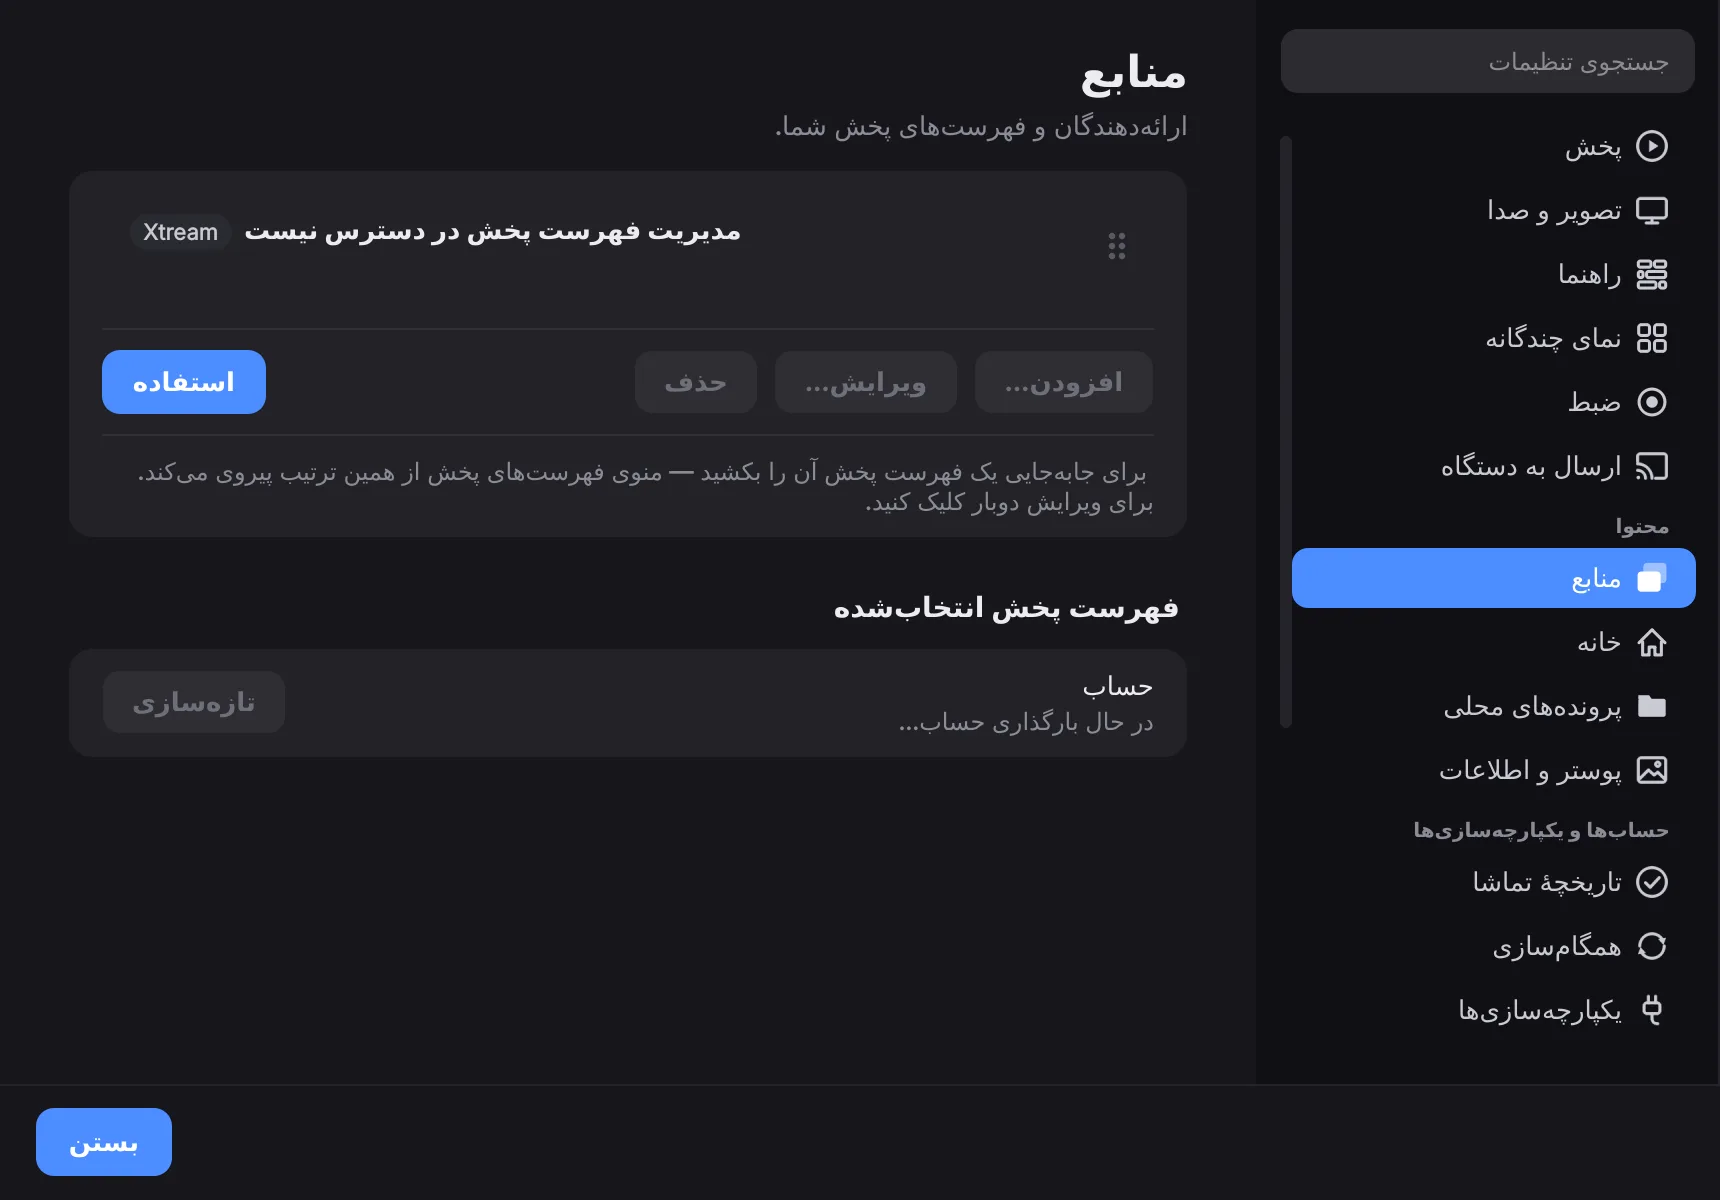 جستجوی تنظیمات
پخش
تصویر و صدا
راهنما
نمای چندگانه
ضبط
ارسال به دستگاه
محتوا
منابع
خانه
پرونده‌های محلی
پوستر و اطلاعات
حساب‌ها و یکپارچه‌سازی‌ها
تاریخچهٔ تماشا
همگام‌سازی
یکپارچه‌سازی‌ها
منابع
ارائه‌دهندگان و فهرست‌های پخش شما.
مدیریت فهرست پخش در دسترس نیست Xtream
افزودن... ویرایش... حذف استفاده
برای جابه‌جایی یک فهرست پخش آن را بکشید — منوی فهرست‌های پخش از همین ترتیب پیروی می‌کند.
برای ویرایش دوبار کلیک کنید.
فهرست پخش انتخاب‌شده
حساب
در حال بارگذاری حساب...
تازه‌سازی
بستن